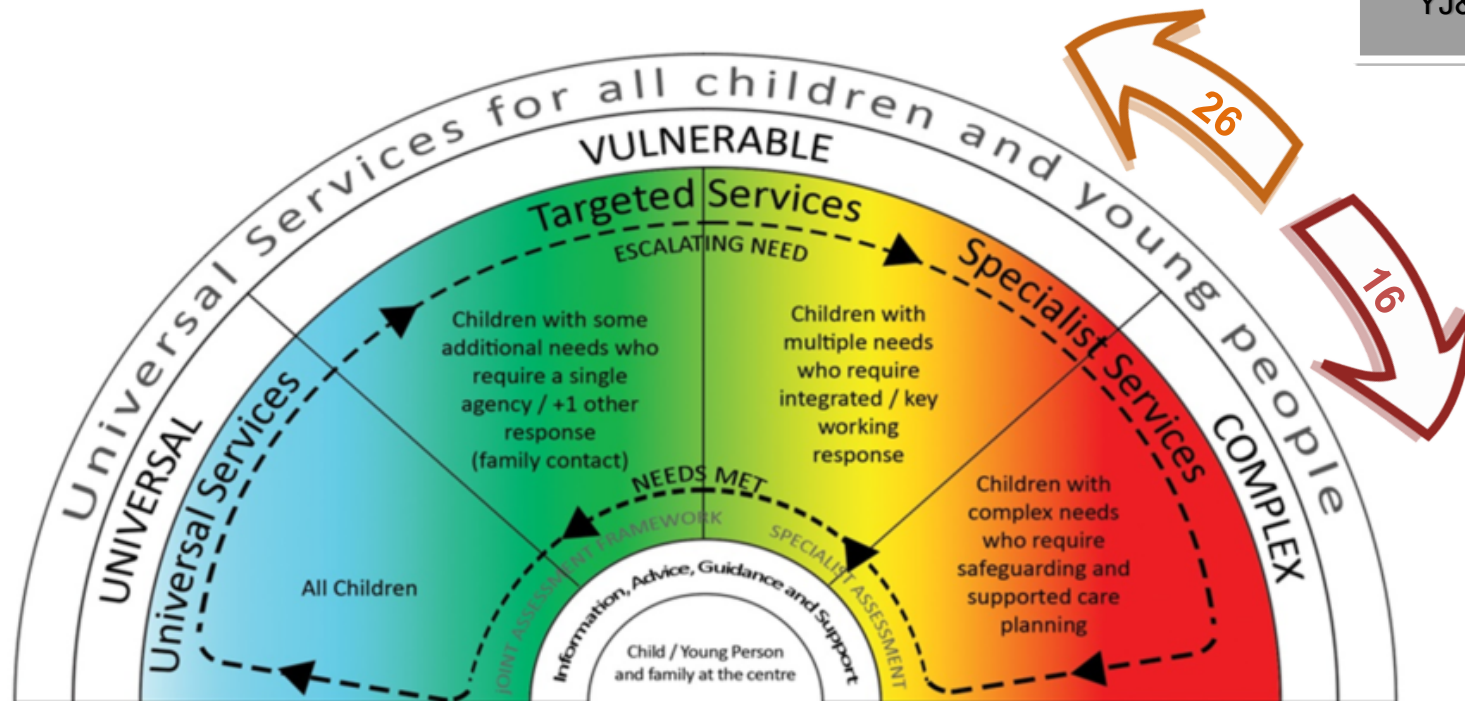 Universal Services for all children and young people
UNIVERSAL
VULNERABLE
COMPLEX
Universal Services
Targeted Services
Specialist Services
ESCALATING NEED
Children with some
additional needs who
require a single
agency / +1 other
response
(family contact)
Children with
multiple needs
who require
integrated / key
working
response
All Children
Children with
complex needs
who require
safeguarding and
supported care
planning
NEEDS MET
JOINT ASSESSMENT FRAMEWORK
SPECIALIST ASSESSMENT
Information, Advice, Guidance and Support
Child / Young Person
and family at the centre
26
16